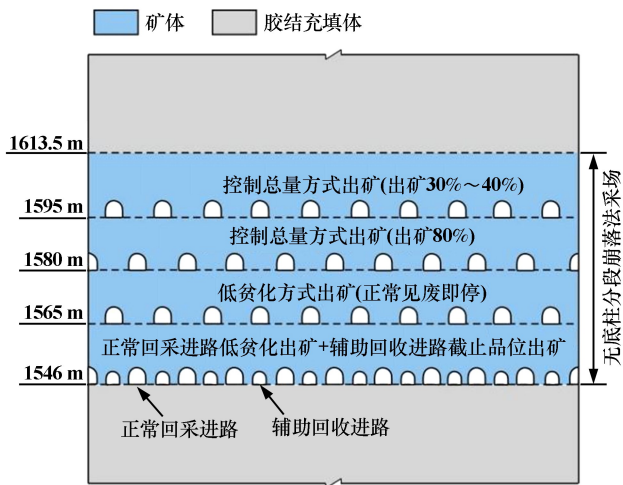 矿体
胶结充填体
1613.5 m
控制总量方式出矿(出矿30%～40%)
1595 m
控制总量方式出矿(出矿80%)
1580 m
低贫化方式出矿(正常见废即停)
1565 m
正常回采进路低贫化出矿+辅助回收进路截止品位出矿
1546 m
正常回采进路
辅助回收进路
无底柱分段崩落法采场